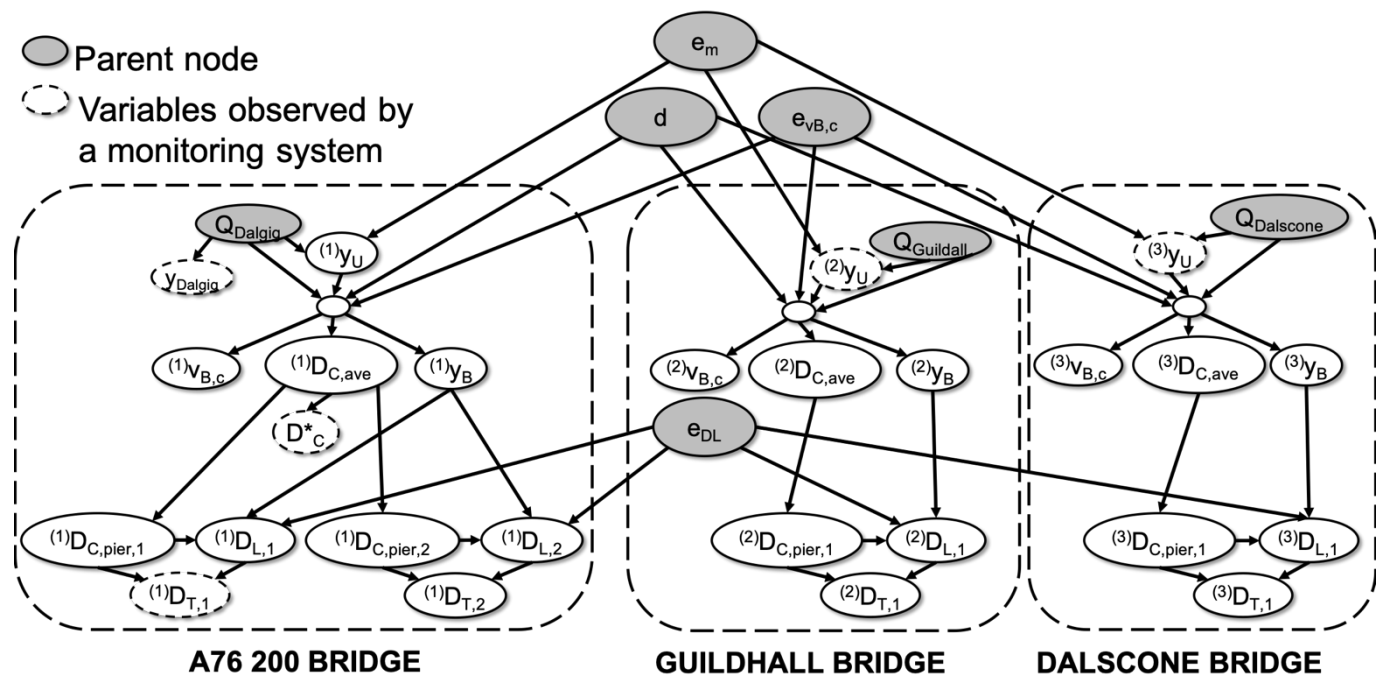 e_m
Parent node
Variables observed by
a monitoring system
d
e_vB,c
Q_Dalgig
y_Dalgig
(1)y_U
Q_Guildall
(2)y_U
Q_Dalscone
(3)y_U
(1)v_B,c
(1)D_C,ave
(1)y_B
(2)v_B,c
(2)D_C,ave
(2)y_B
(3)v_B,c
(3)D_C,ave
(3)y_B
D*_C
e_DL
(1)D_C,pier,1
(1)D_L,1
(1)D_C,pier,2
(1)D_L,2
(2)D_C,pier,1
(2)D_L,1
(3)D_C,pier,1
(3)D_L,1
(1)D_T,1
(1)D_T,2
(2)D_T,1
(3)D_T,1
A76 200 BRIDGE
GUILDHALL BRIDGE
DALSCONE BRIDGE